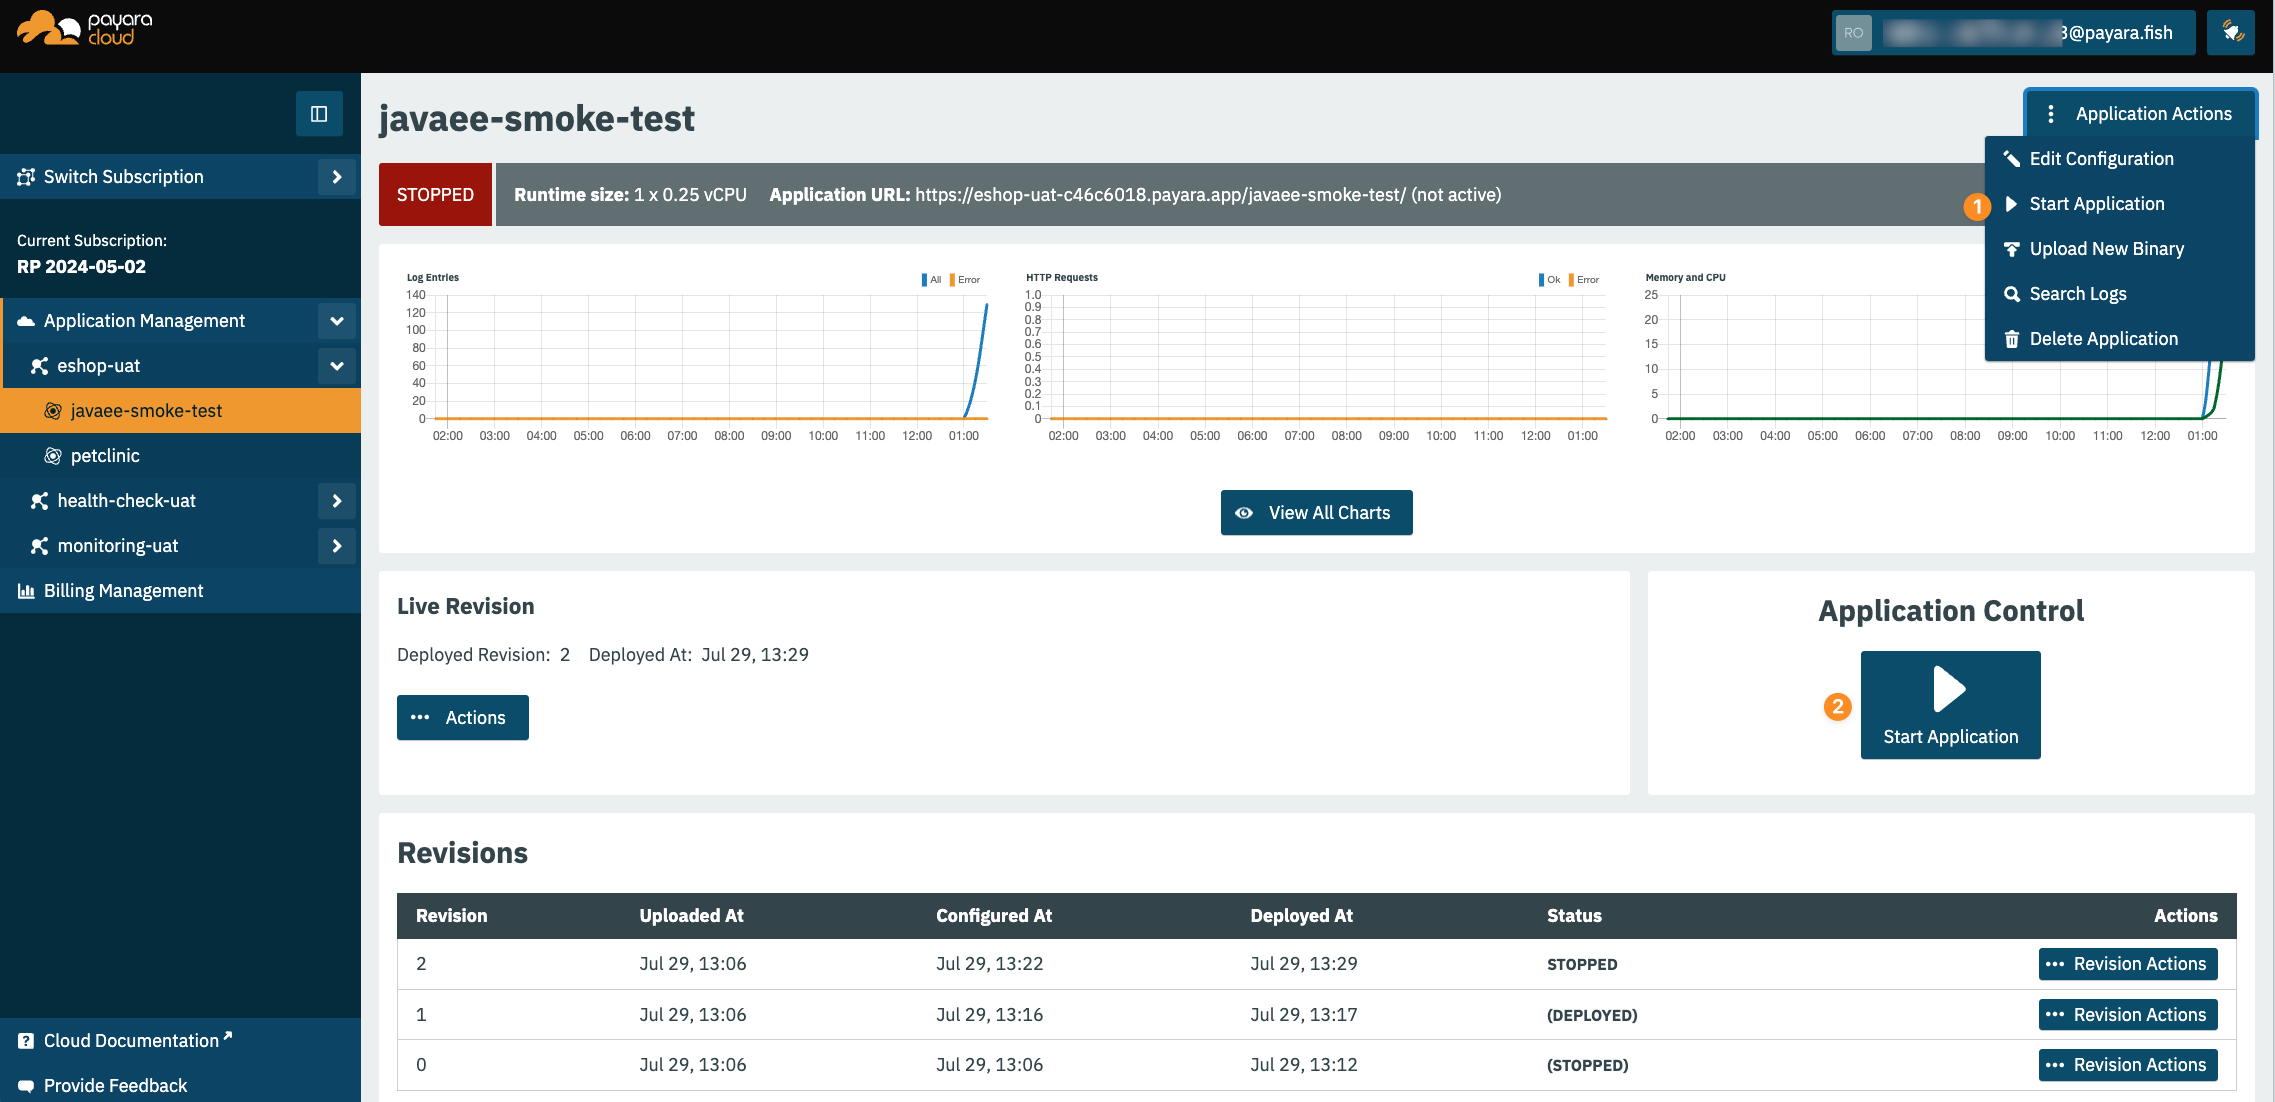 payara
cloud
RO
3@payara.fish
Switch Subscription
Current Subscription:
RP 2024-05-02
Application Management
eshop-uat
javaee-smoke-test
petclinic
health-check-uat
monitoring-uat
Billing Management
Cloud Documentation
Provide Feedback
javaee-smoke-test
Application Actions
Edit Configuration
1 Start Application
Upload New Binary
Search Logs
Delete Application
STOPPED Runtime size: 1 x 0.25 vCPU Application URL: https://eshop-uat-c46c6018.payara.app/javaee-smoke-test/ (not active)
Log Entries
All Error
140
120
100
80
60
40
20
0
02:00 03:00 04:00 05:00 06:00 07:00 08:00 09:00 10:00 11:00 12:00 01:00
HTTP Requests
Ok Error
1.0
0.9
0.8
0.7
0.6
0.5
0.4
0.3
0.2
0.1
0
02:00 03:00 04:00 05:00 06:00 07:00 08:00 09:00 10:00 11:00 12:00 01:00
Memory and CPU
25
20
15
10
5
0
02:00 03:00 04:00 05:00 06:00 07:00 08:00 09:00 10:00 11:00 12:00 01:00
View All Charts
Live Revision
Deployed Revision: 2 Deployed At: Jul 29, 13:29
Actions
Application Control
2
Start Application
Revisions
Revision Uploaded At Configured At Deployed At Status Actions
2 Jul 29, 13:06 Jul 29, 13:22 Jul 29, 13:29 STOPPED Revision Actions
1 Jul 29, 13:06 Jul 29, 13:16 Jul 29, 13:17 (DEPLOYED) Revision Actions
0 Jul 29, 13:06 Jul 29, 13:06 Jul 29, 13:12 (STOPPED) Revision Actions